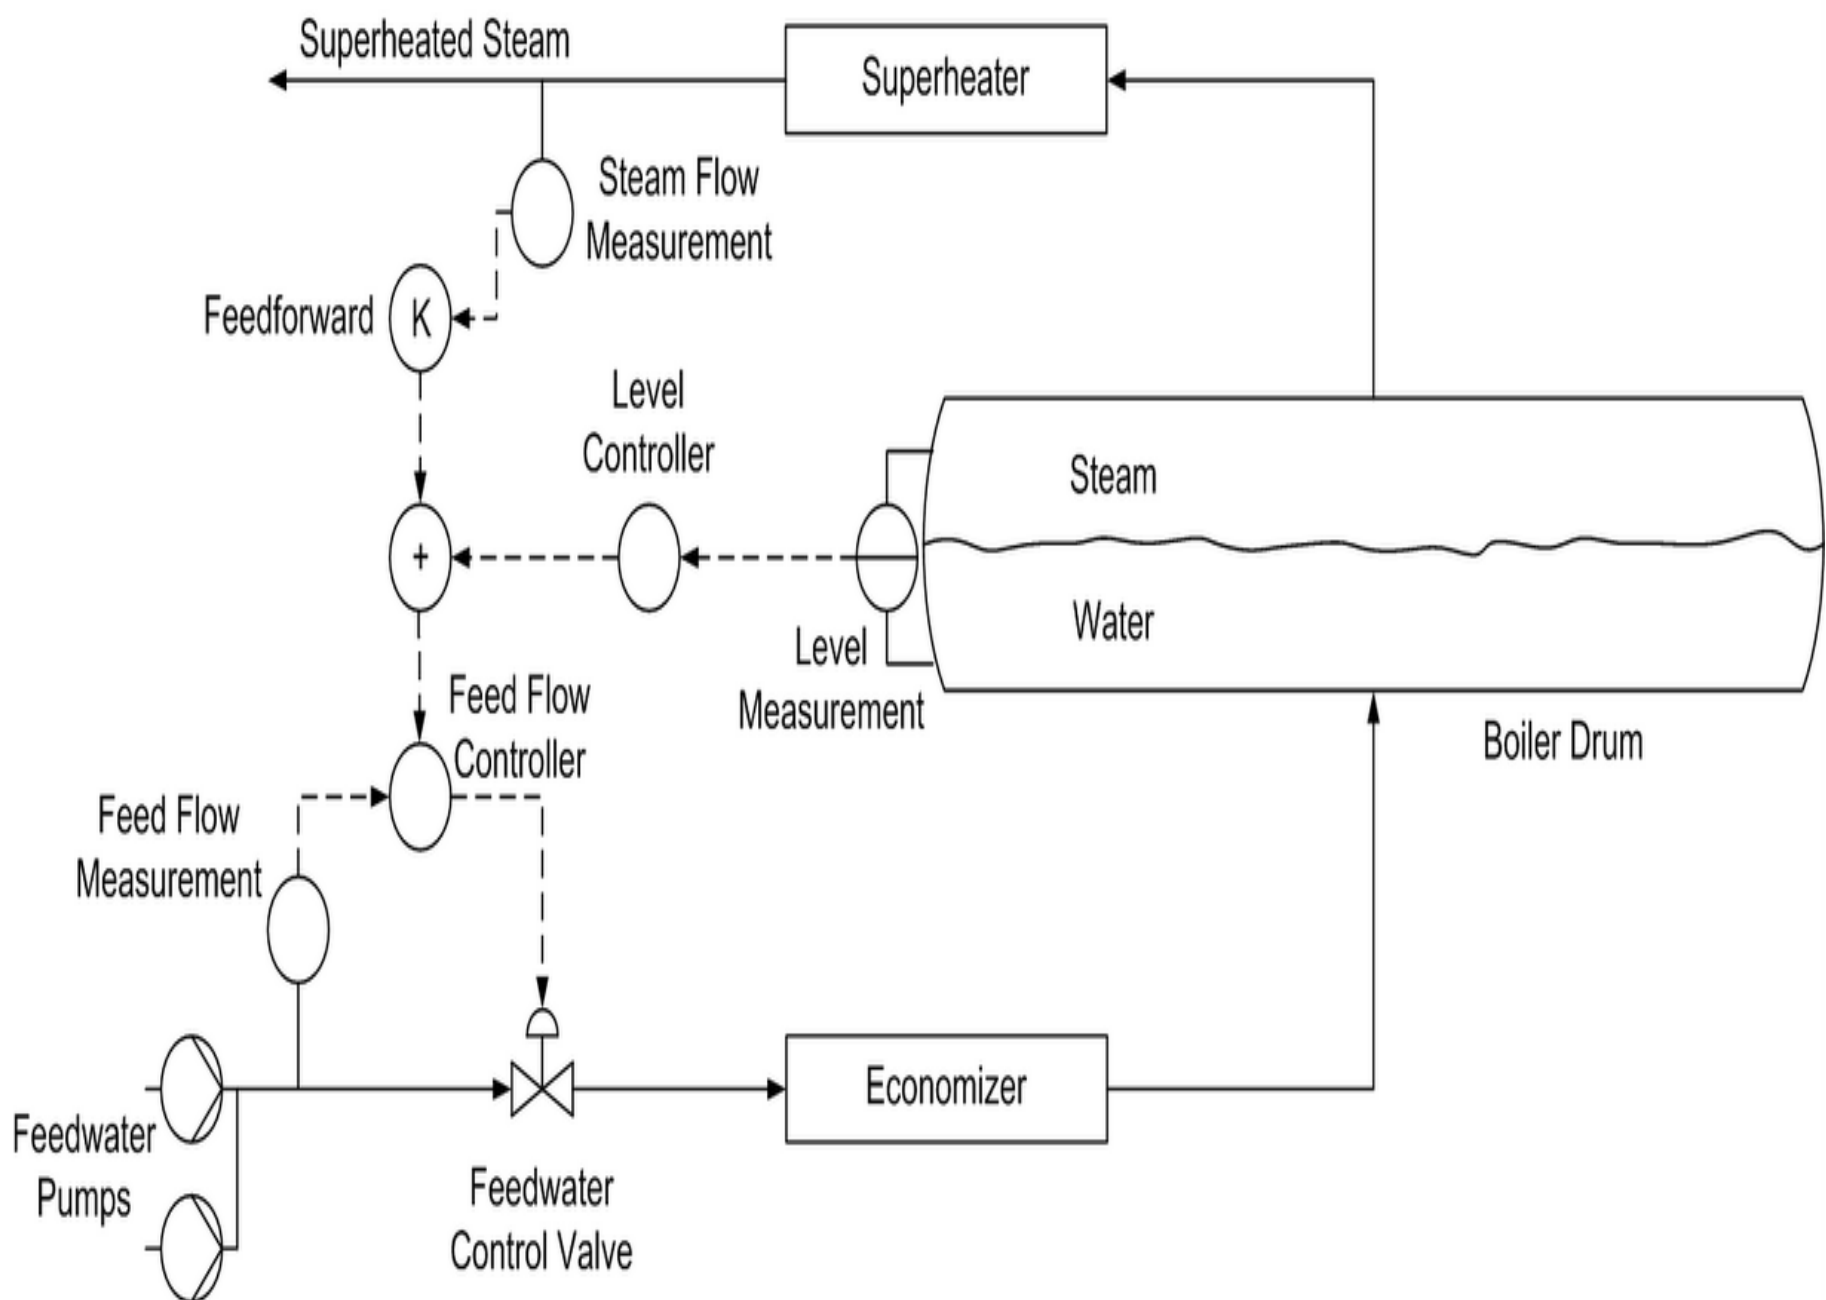 Superheated Steam
Superheater
Steam Flow
Measurement
Feedforward
K
Level
Controller
Steam
+
Water
Level
Measurement
Feed Flow
Controller
Boiler Drum
Feed Flow
Measurement
Economizer
Feedwater
Pumps
Feedwater
Control Valve